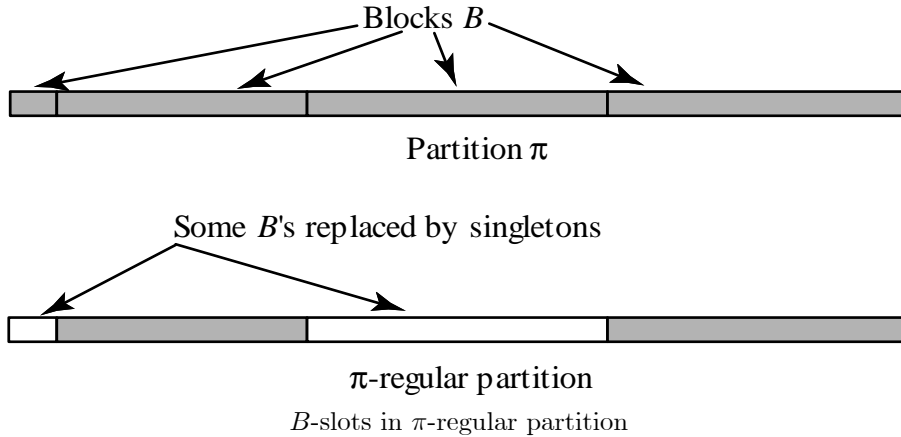 Blocks B
Partition π
Some B's replaced by singletons
π-regular partition
B-slots in π-regular partition